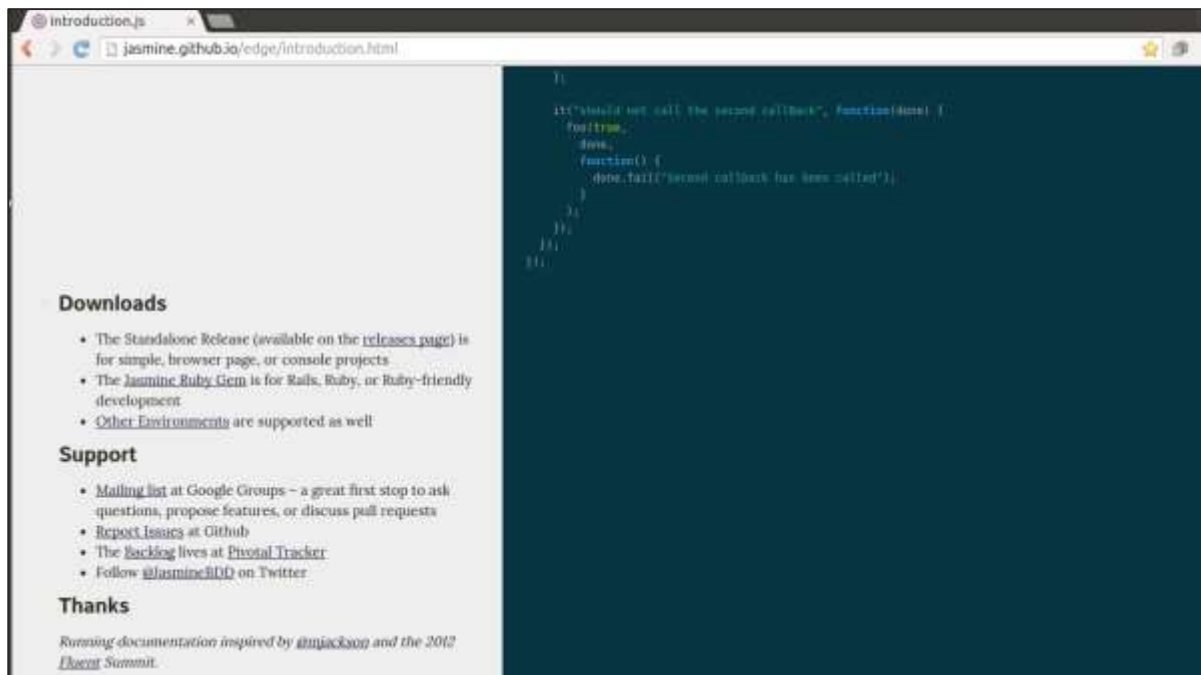 introduction.js
jasmine.github.io/edge/introduction.html
});
it("should not call the second callBack", function(done) {
foo(true,
done,
function() {
done.fail("Second callback has been called");
}
);
});
});
});
Downloads
• The Standalone Release (available on the releases page) is
for simple, browser page, or console projects
• The Jasmine Ruby Gem is for Rails, Ruby, or Ruby-friendly
development
• Other Environments are supported as well
Support
• Mailing list at Google Groups – a great first stop to ask
questions, propose features, or discuss pull requests
• Report Issues at Github
• The Backlog lives at Pivotal Tracker
• Follow @JasmineBDD on Twitter
Thanks
Running documentation inspired by @mjackson and the 2012
Fluent Summit.